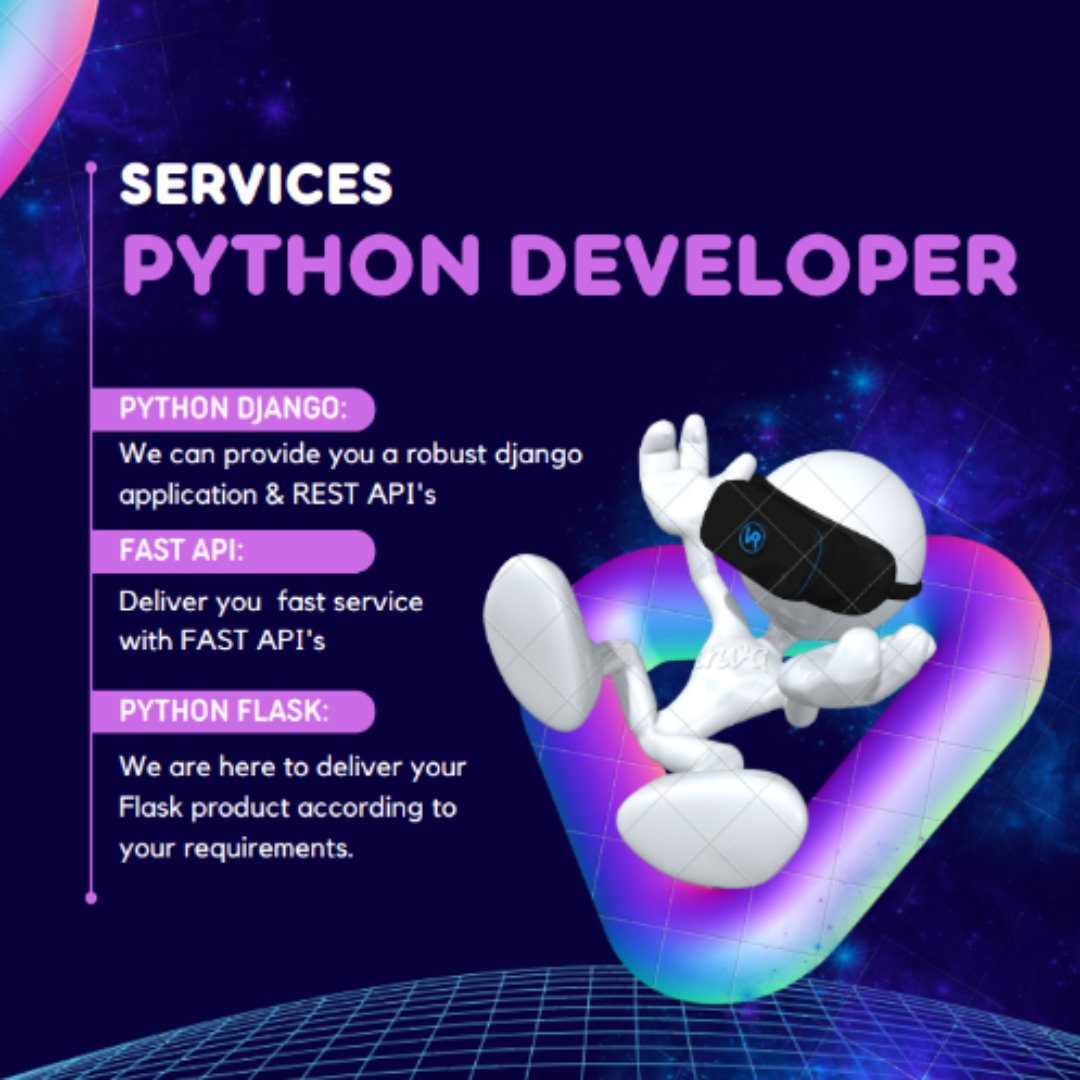 SERVICES
PYTHON DEVELOPER
PYTHON DJANGO:
We can provide you a robust django
application & REST API's
FAST API:
Deliver you  fast service
with FAST API's
PYTHON FLASK:
We are here to deliver your
Flask product according to
your requirements.